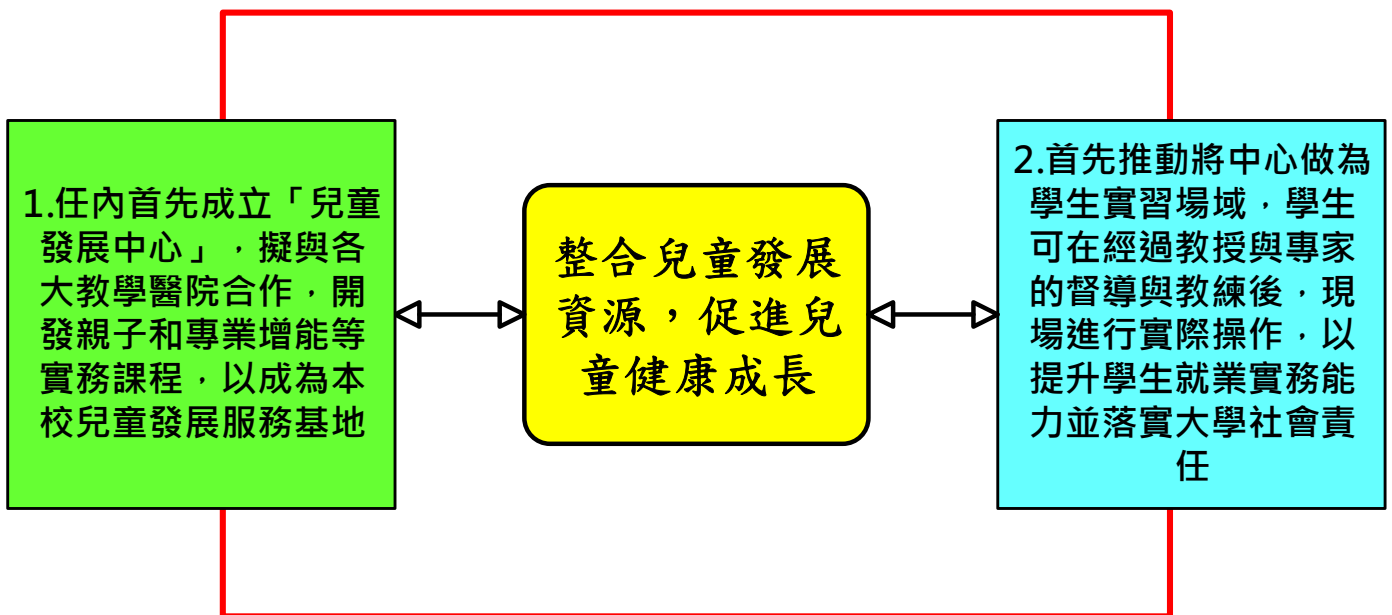 1.任內首先成立「兒童
發展中心」，擬與各
大教學醫院合作，開
發親子和專業增能等
實務課程，以成為本
校兒童發展服務基地
整合兒童發展
資源，促進兒
童健康成長
2.首先推動將中心做為
學生實習場域，學生
可在經過教授與專家
的督導與教練後，現
場進行實際操作，以
提升學生就業實務能
力並落實大學社會責
任